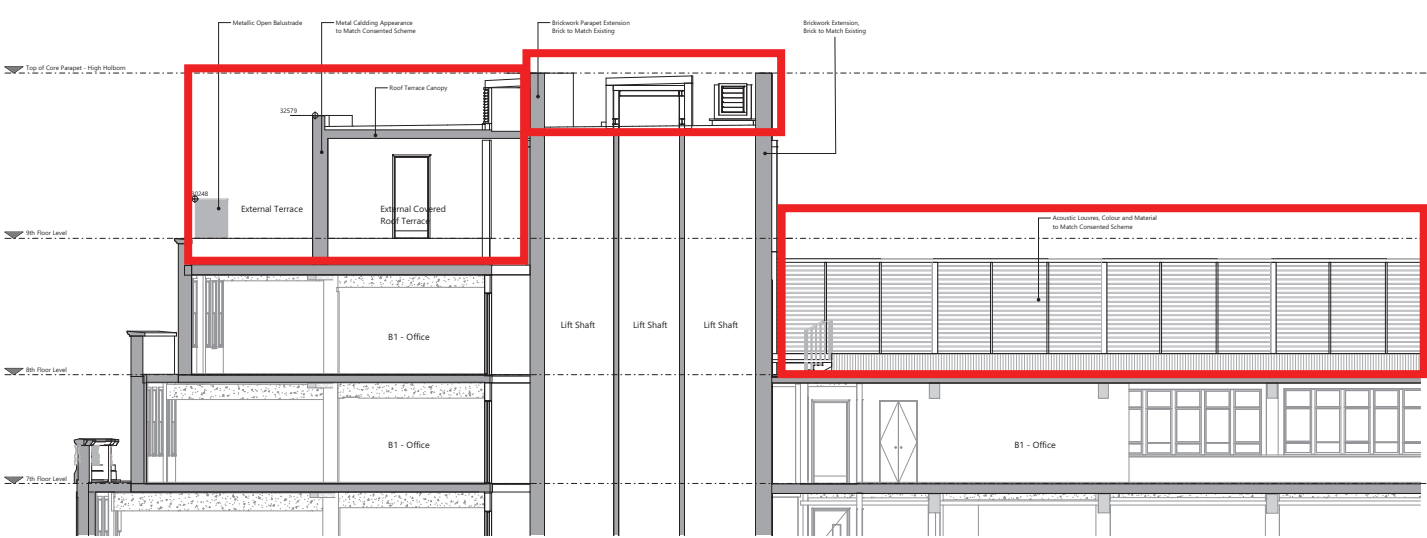 Metallic Open Balustrade
Metal Caldding Appearance
to Match Consented Scheme
Brickwork Parapet Extension
Brick to Match Existing
Brickwork Extension,
Brick to Match Existing
Top of Core Parapet - High Holborn
Roof Terrace Canopy
32579
30248
External Terrace
External Covered
Roof Terrace
Acoustic Louvres, Colour and Material
to Match Consented Scheme
9th Floor Level
Lift Shaft
Lift Shaft
Lift Shaft
B1 - Office
8th Floor Level
B1 - Office
B1 - Office
7th Floor Level